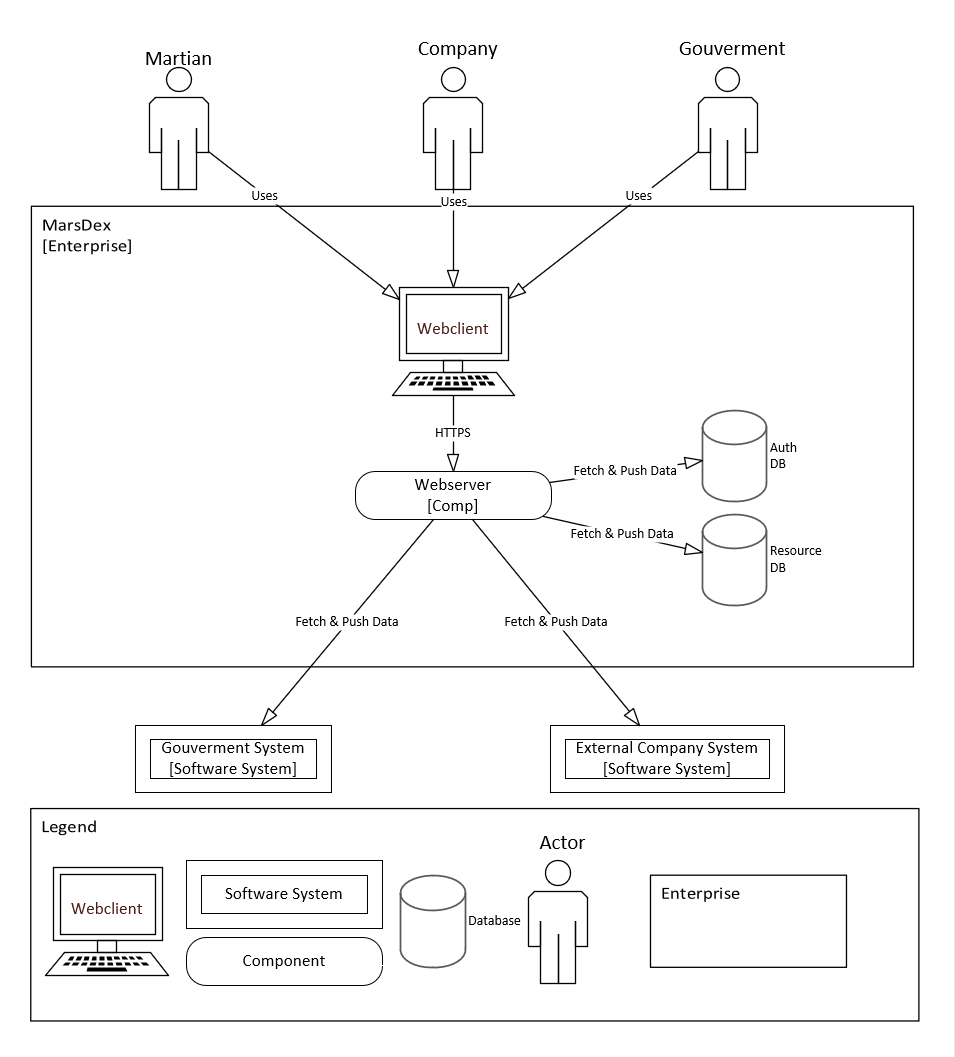 Martian
Company
Gouverment
Uses
Uses
Uses
MarsDex
[Enterprise]
Webclient
HTTPS
Webserver
[Comp]
Fetch & Push Data
Auth
DB
Fetch & Push Data
Resource
DB
Fetch & Push Data
Fetch & Push Data
Gouverment System
[Software System]
External Company System
[Software System]
Legend
Webclient
Software System
Component
Database
Actor
Enterprise